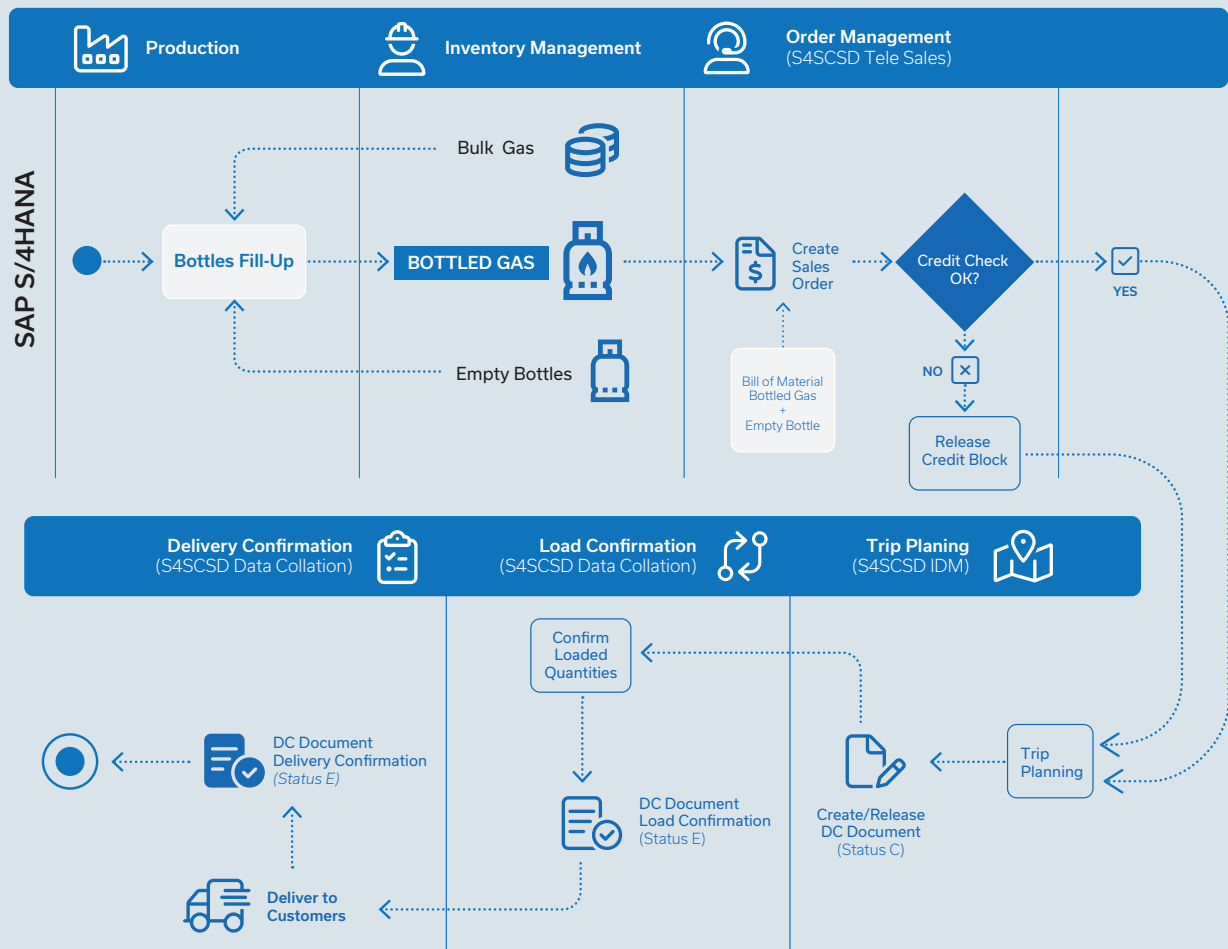 Production
Inventory Management
Order Management
(S4SCSD Tele Sales)
SAP S/4HANA
Bulk Gas
Bottles Fill-Up
BOTTLED GAS
Empty Bottles
Create
Sales
Order
Bill of Material
Bottled Gas
+
Empty Bottle
Credit Check
OK?
YES
NO
Release
Credit Block
Delivery Confirmation
(S4SCSD Data Collation)
Load Confirmation
(S4SCSD Data Collation)
Trip Planing
(S4SCSD IDM)
Trip
Planning
Create/Release
DC Document
(Status C)
Confirm
Loaded
Quantities
DC Document
Load Confirmation
(Status E)
Deliver to
Customers
DC Document
Delivery Confirmation
(Status E)